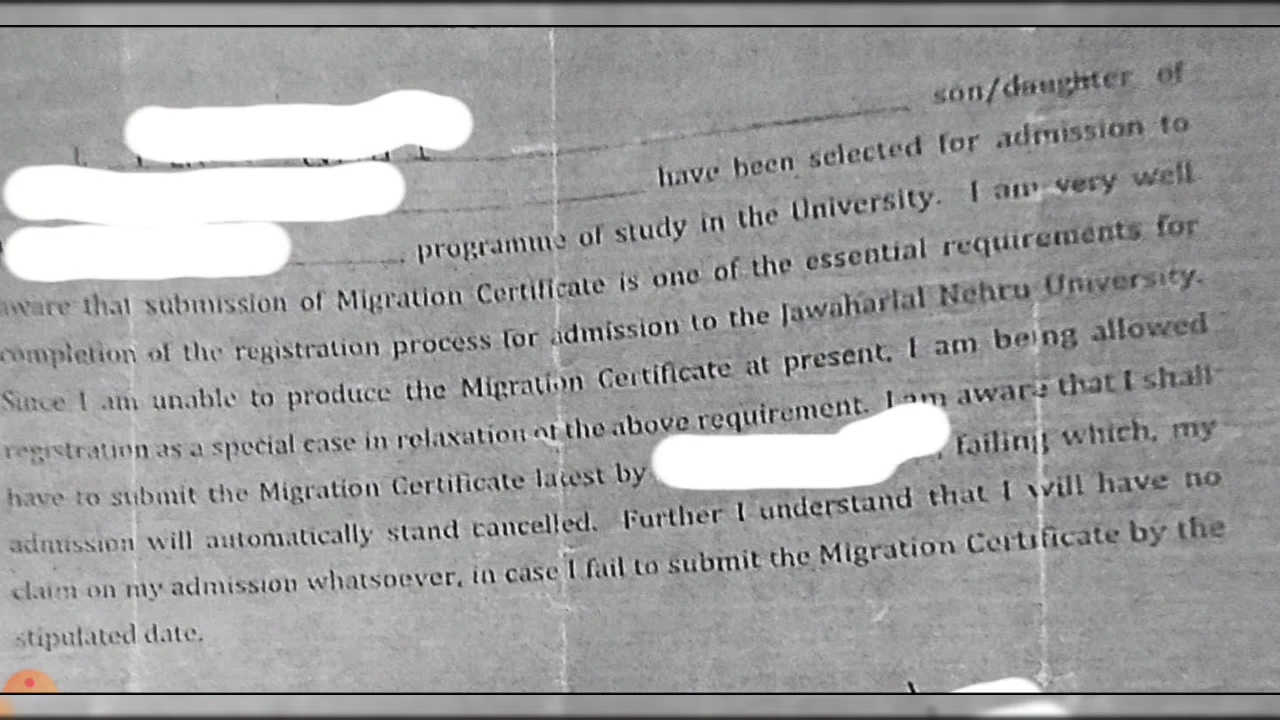 son/daughter of
have been selected for admission to
programme of study in the University. I am very well
aware that submission of Migration Certificate is one of the essential requirements for
completion of the registration process for admission to the Jawaharlal Nehru University.
Since I am unable to produce the Migration Certificate at present, I am being allowed
registration as a special case in relaxation of the above requirement. I am aware that I shall
have to submit the Migration Certificate latest by , failing which, my
admission will automatically stand cancelled. Further I understand that I will have no
claim on my admission whatsoever, in case I fail to submit the Migration Certificate by the
stipulated date.